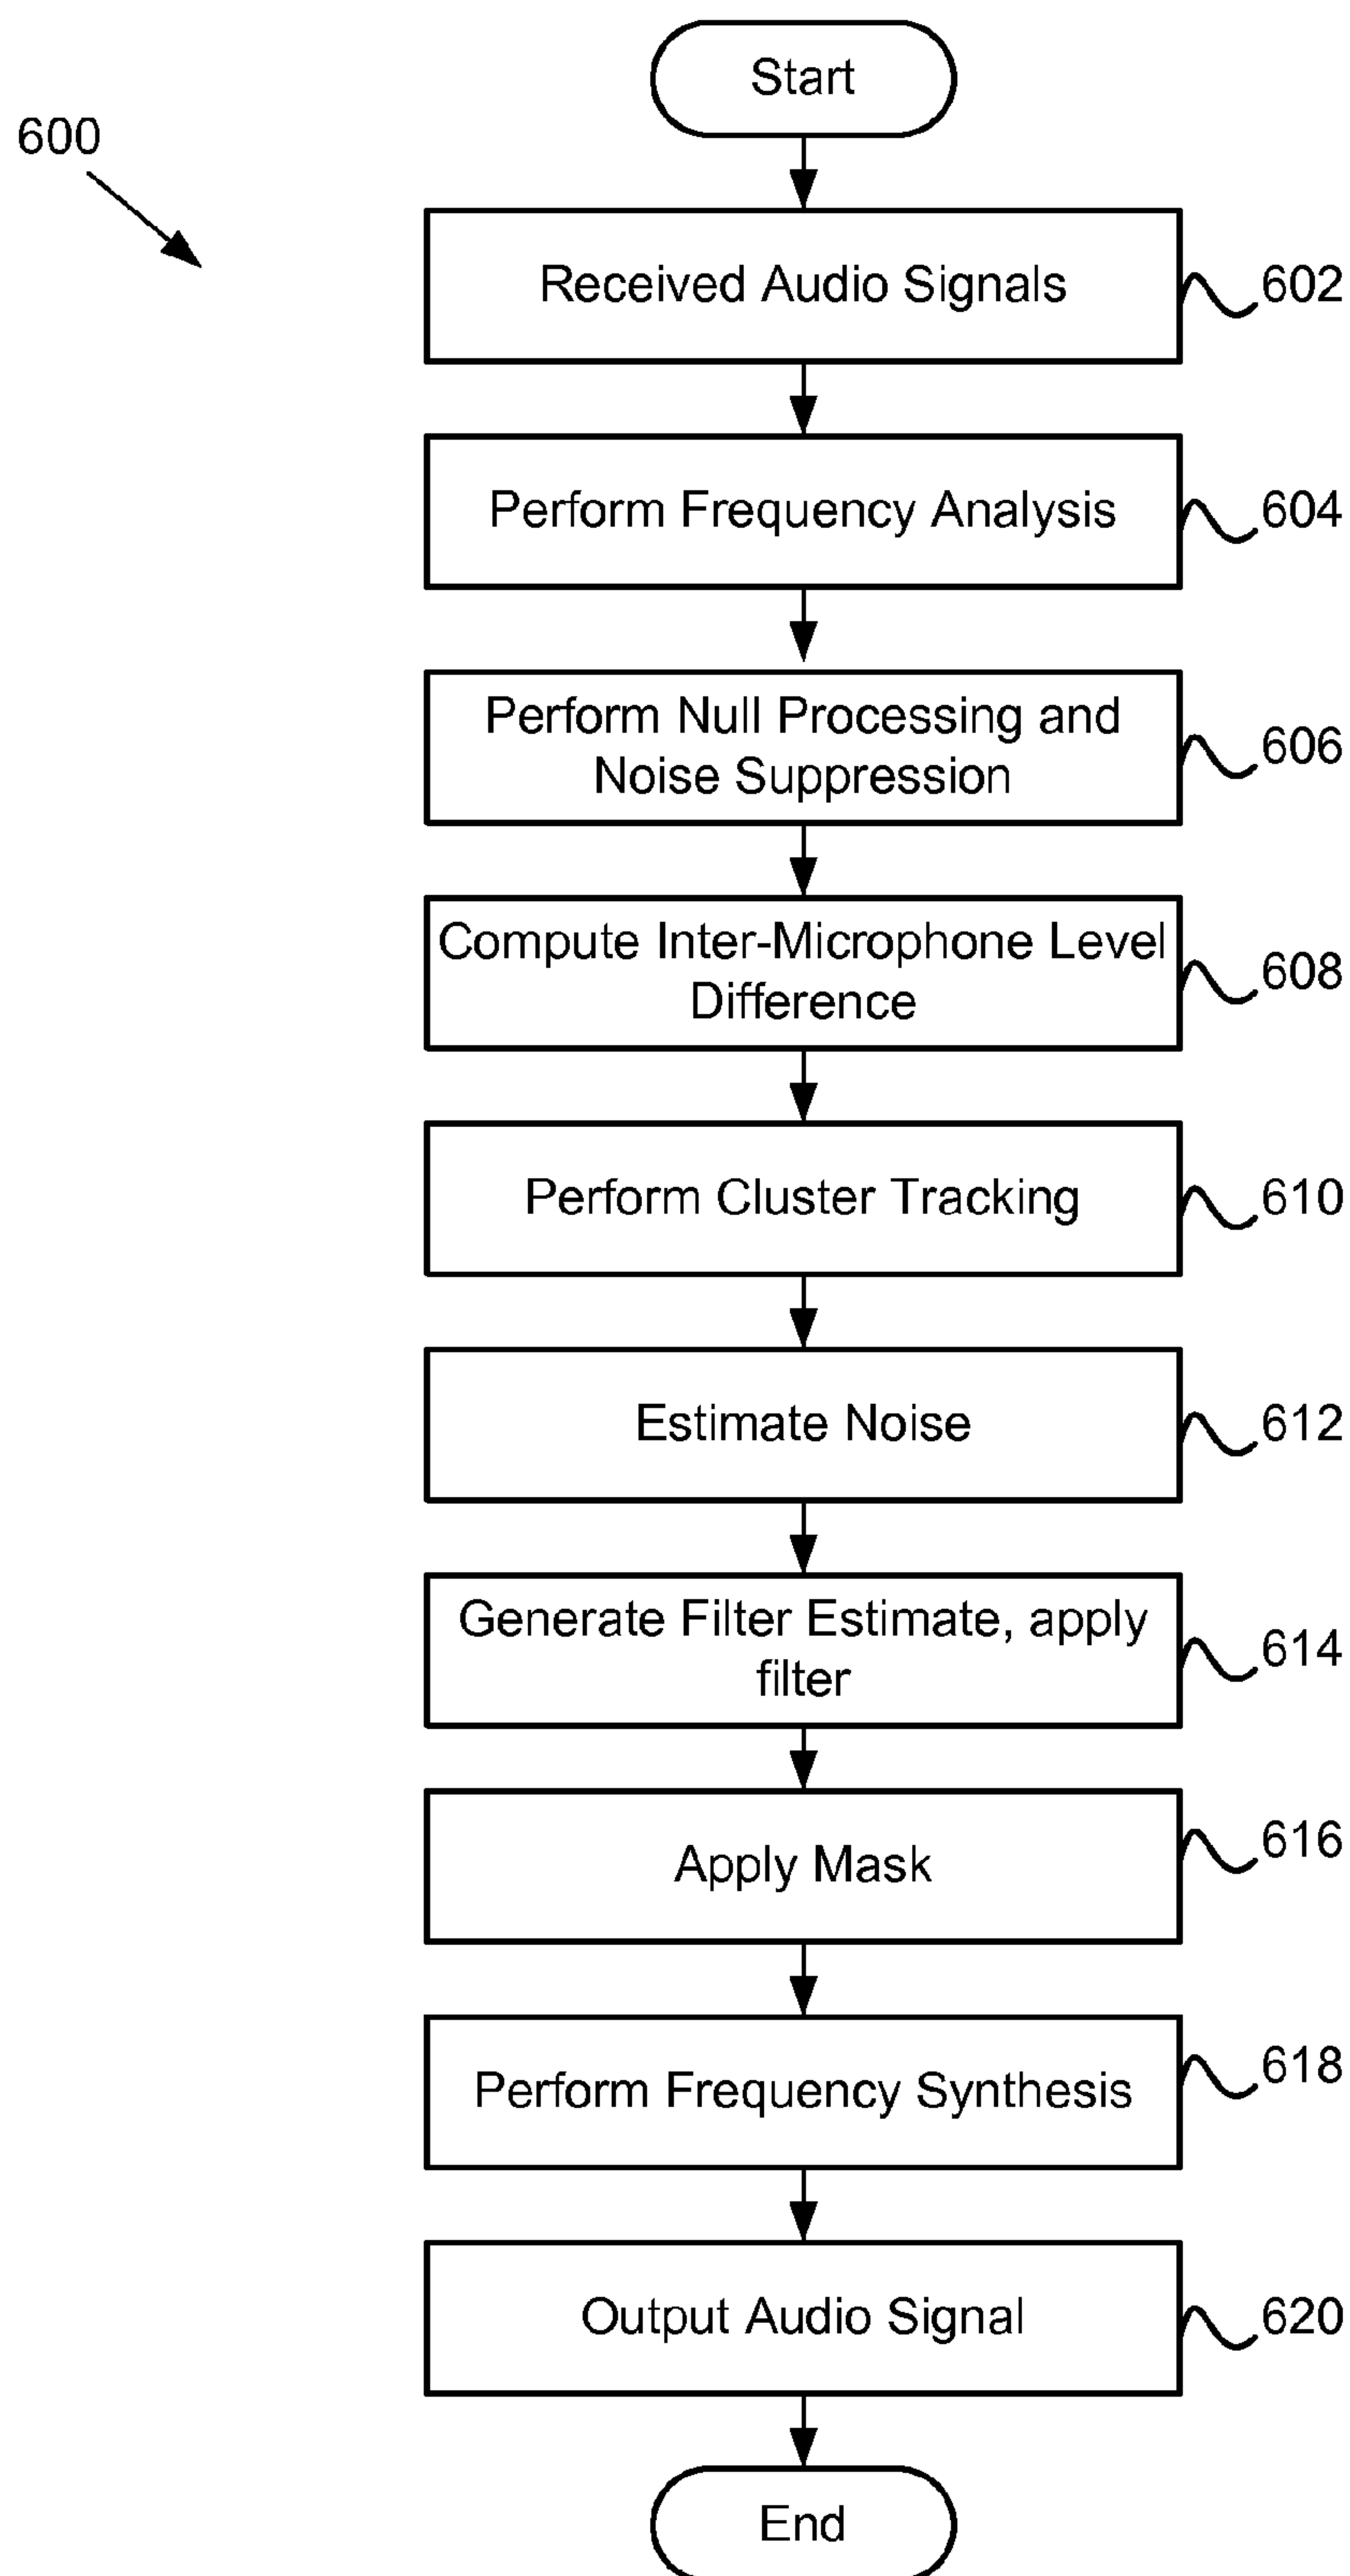 Start
600
Received Audio Signals
602
Perform Frequency Analysis
604
Perform Null Processing and
Noise Suppression
606
Compute Inter-Microphone Level
Difference
608
Perform Cluster Tracking
610
Estimate Noise
612
Generate Filter Estimate, apply
filter
614
Apply Mask
616
Perform Frequency Synthesis
618
Output Audio Signal
620
End